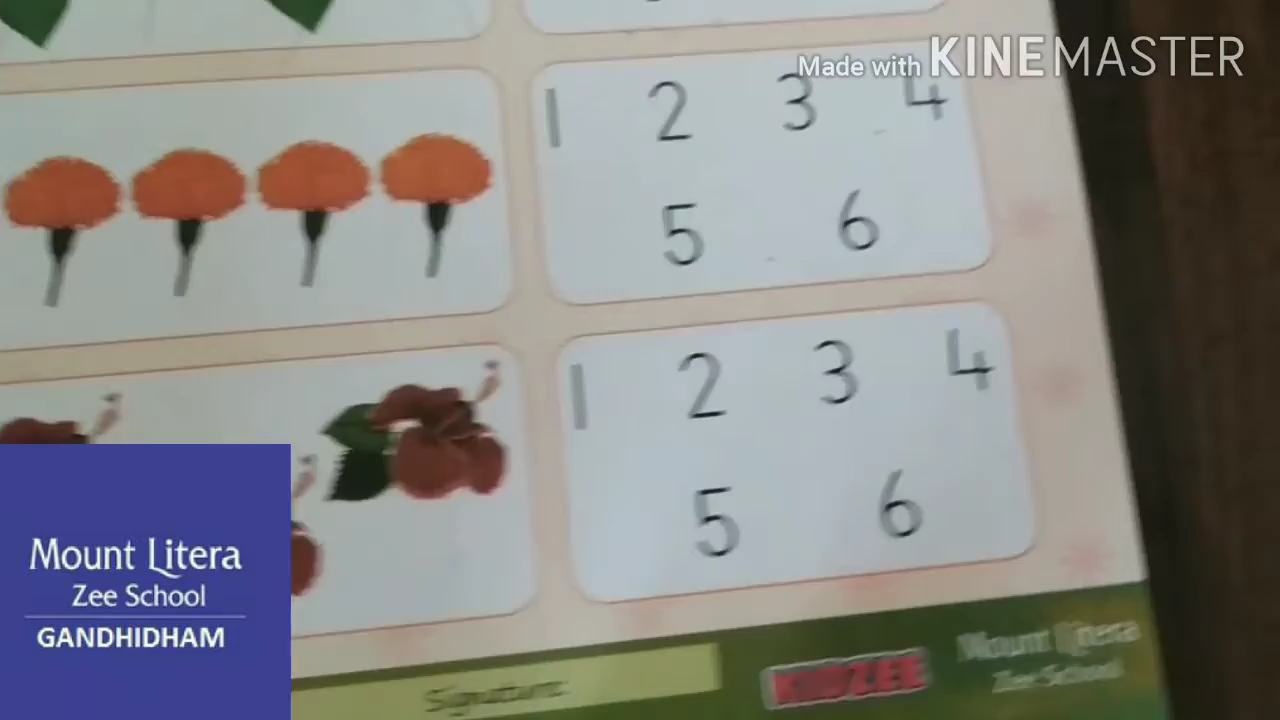 Made with KINEMASTER
1 2 3 4
5 6
1 2 3 4
5 6
Mount Litera
Zee School
GANDHIDHAM
Signature:
KIDZEE
Mount Litera
Zee School